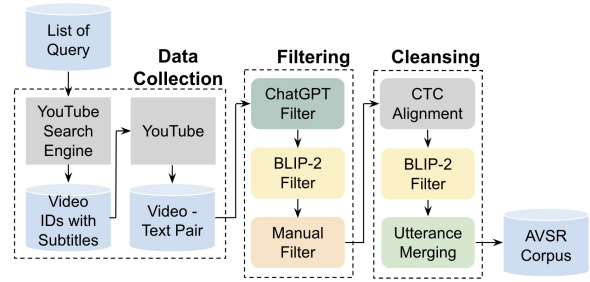 List of
Query
Data
Collection
YouTube
Search
Engine
YouTube
Video
IDs with
Subtitles
Video -
Text Pair
Filtering
ChatGPT
Filter
BLIP-2
Filter
Manual
Filter
Cleansing
CTC
Alignment
BLIP-2
Filter
Utterance
Merging
AVSR
Corpus